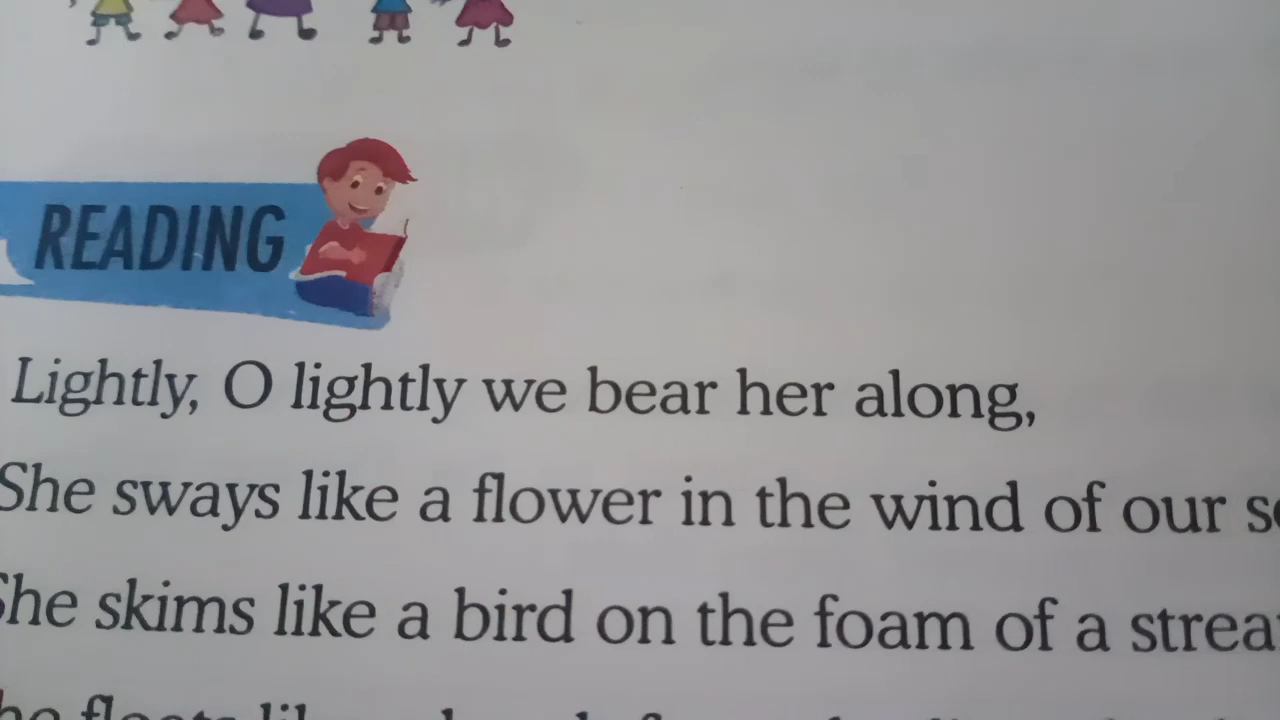 READING
Lightly, O lightly we bear her along,
She sways like a flower in the wind of our
She skims like a bird on the foam of a